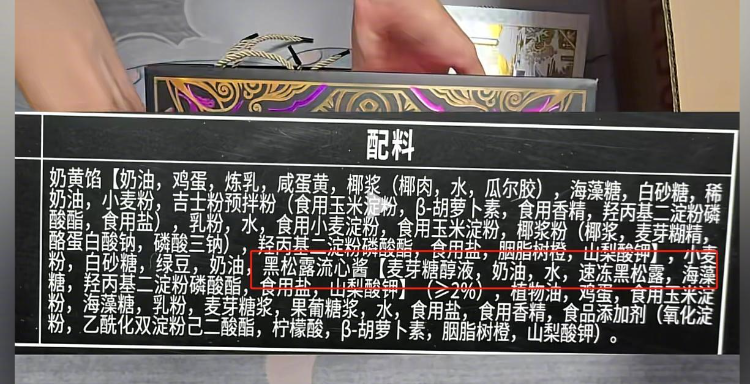 配料
奶黄馅【奶油，鸡蛋，炼乳，咸蛋黄，椰浆（椰肉，水，瓜尔胶），海藻糖，白砂糖，稀
奶油，小麦粉，吉士粉预拌粉（食用玉米淀粉，β-胡萝卜素，食用香精，羟丙基二淀粉磷
酸酯，食用盐），乳粉，水，食用小麦淀粉，食用玉米淀粉，椰浆粉（椰浆，麦芽糊精，
酪蛋白酸钠，磷酸三钠），羟丙基二淀粉磷酸酯，食用盐，胭脂树橙，山梨酸钾】，小麦
粉，白砂糖，绿豆，奶油，黑松露流心酱【麦芽糖醇液，奶油，水，速冻黑松露，海藻
糖，羟丙基二淀粉磷酸酯，食用盐，山梨酸钾】（≥2%），植物油，鸡蛋，食用玉米淀
粉，海藻糖，乳粉，麦芽糖浆，果葡糖浆，水，食用盐，食用香精，食品添加剂（氧化淀
粉，乙酰化双淀粉己二酸酯，柠檬酸，β-胡萝卜素，胭脂树橙，山梨酸钾）。